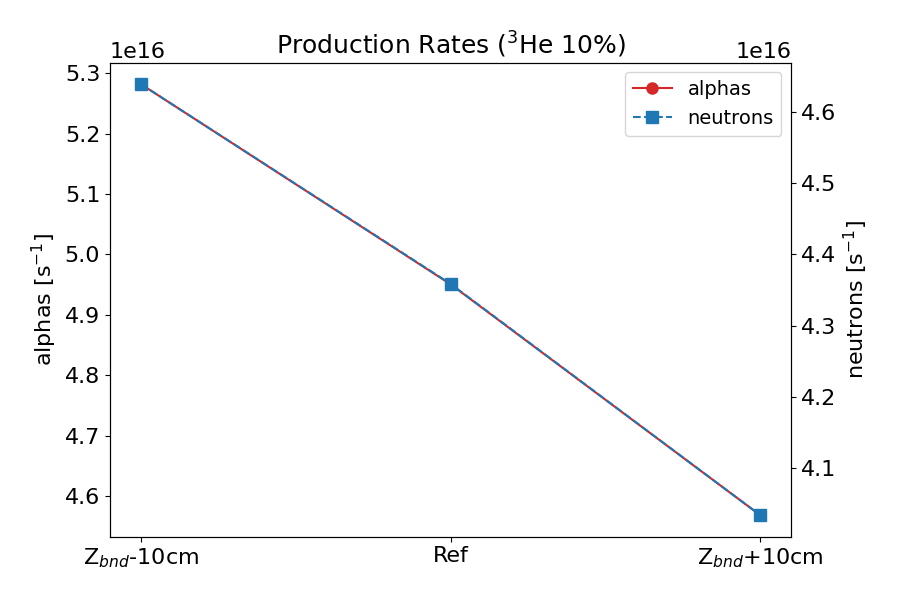 Production Rates (³He 10%)
1e16
1e16
alphas
neutrons
5.3
5.2
5.1
5.0
4.9
4.8
4.7
4.6
alphas [s⁻¹]
4.6
4.5
4.4
4.3
4.2
4.1
neutrons [s⁻¹]
Z_bnd-10cm
Ref
Z_bnd+10cm